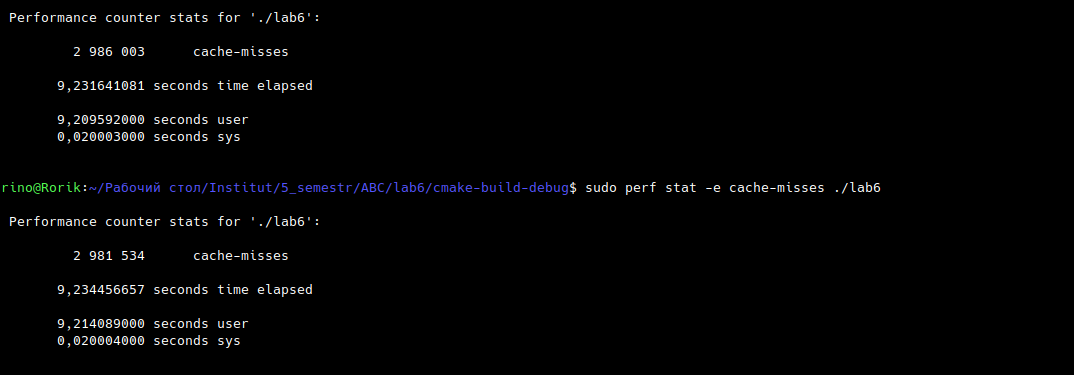 Performance counter stats for './lab6':
2 986 003 cache-misses
9,231641081 seconds time elapsed
9,209592000 seconds user
0,020003000 seconds sys
rino@Rorik:~/Рабочий стол/Institut/5_semestr/ABC/lab6/cmake-build-debug$ sudo perf stat -e cache-misses ./lab6
Performance counter stats for './lab6':
2 981 534 cache-misses
9,234456657 seconds time elapsed
9,214089000 seconds user
0,020004000 seconds sys